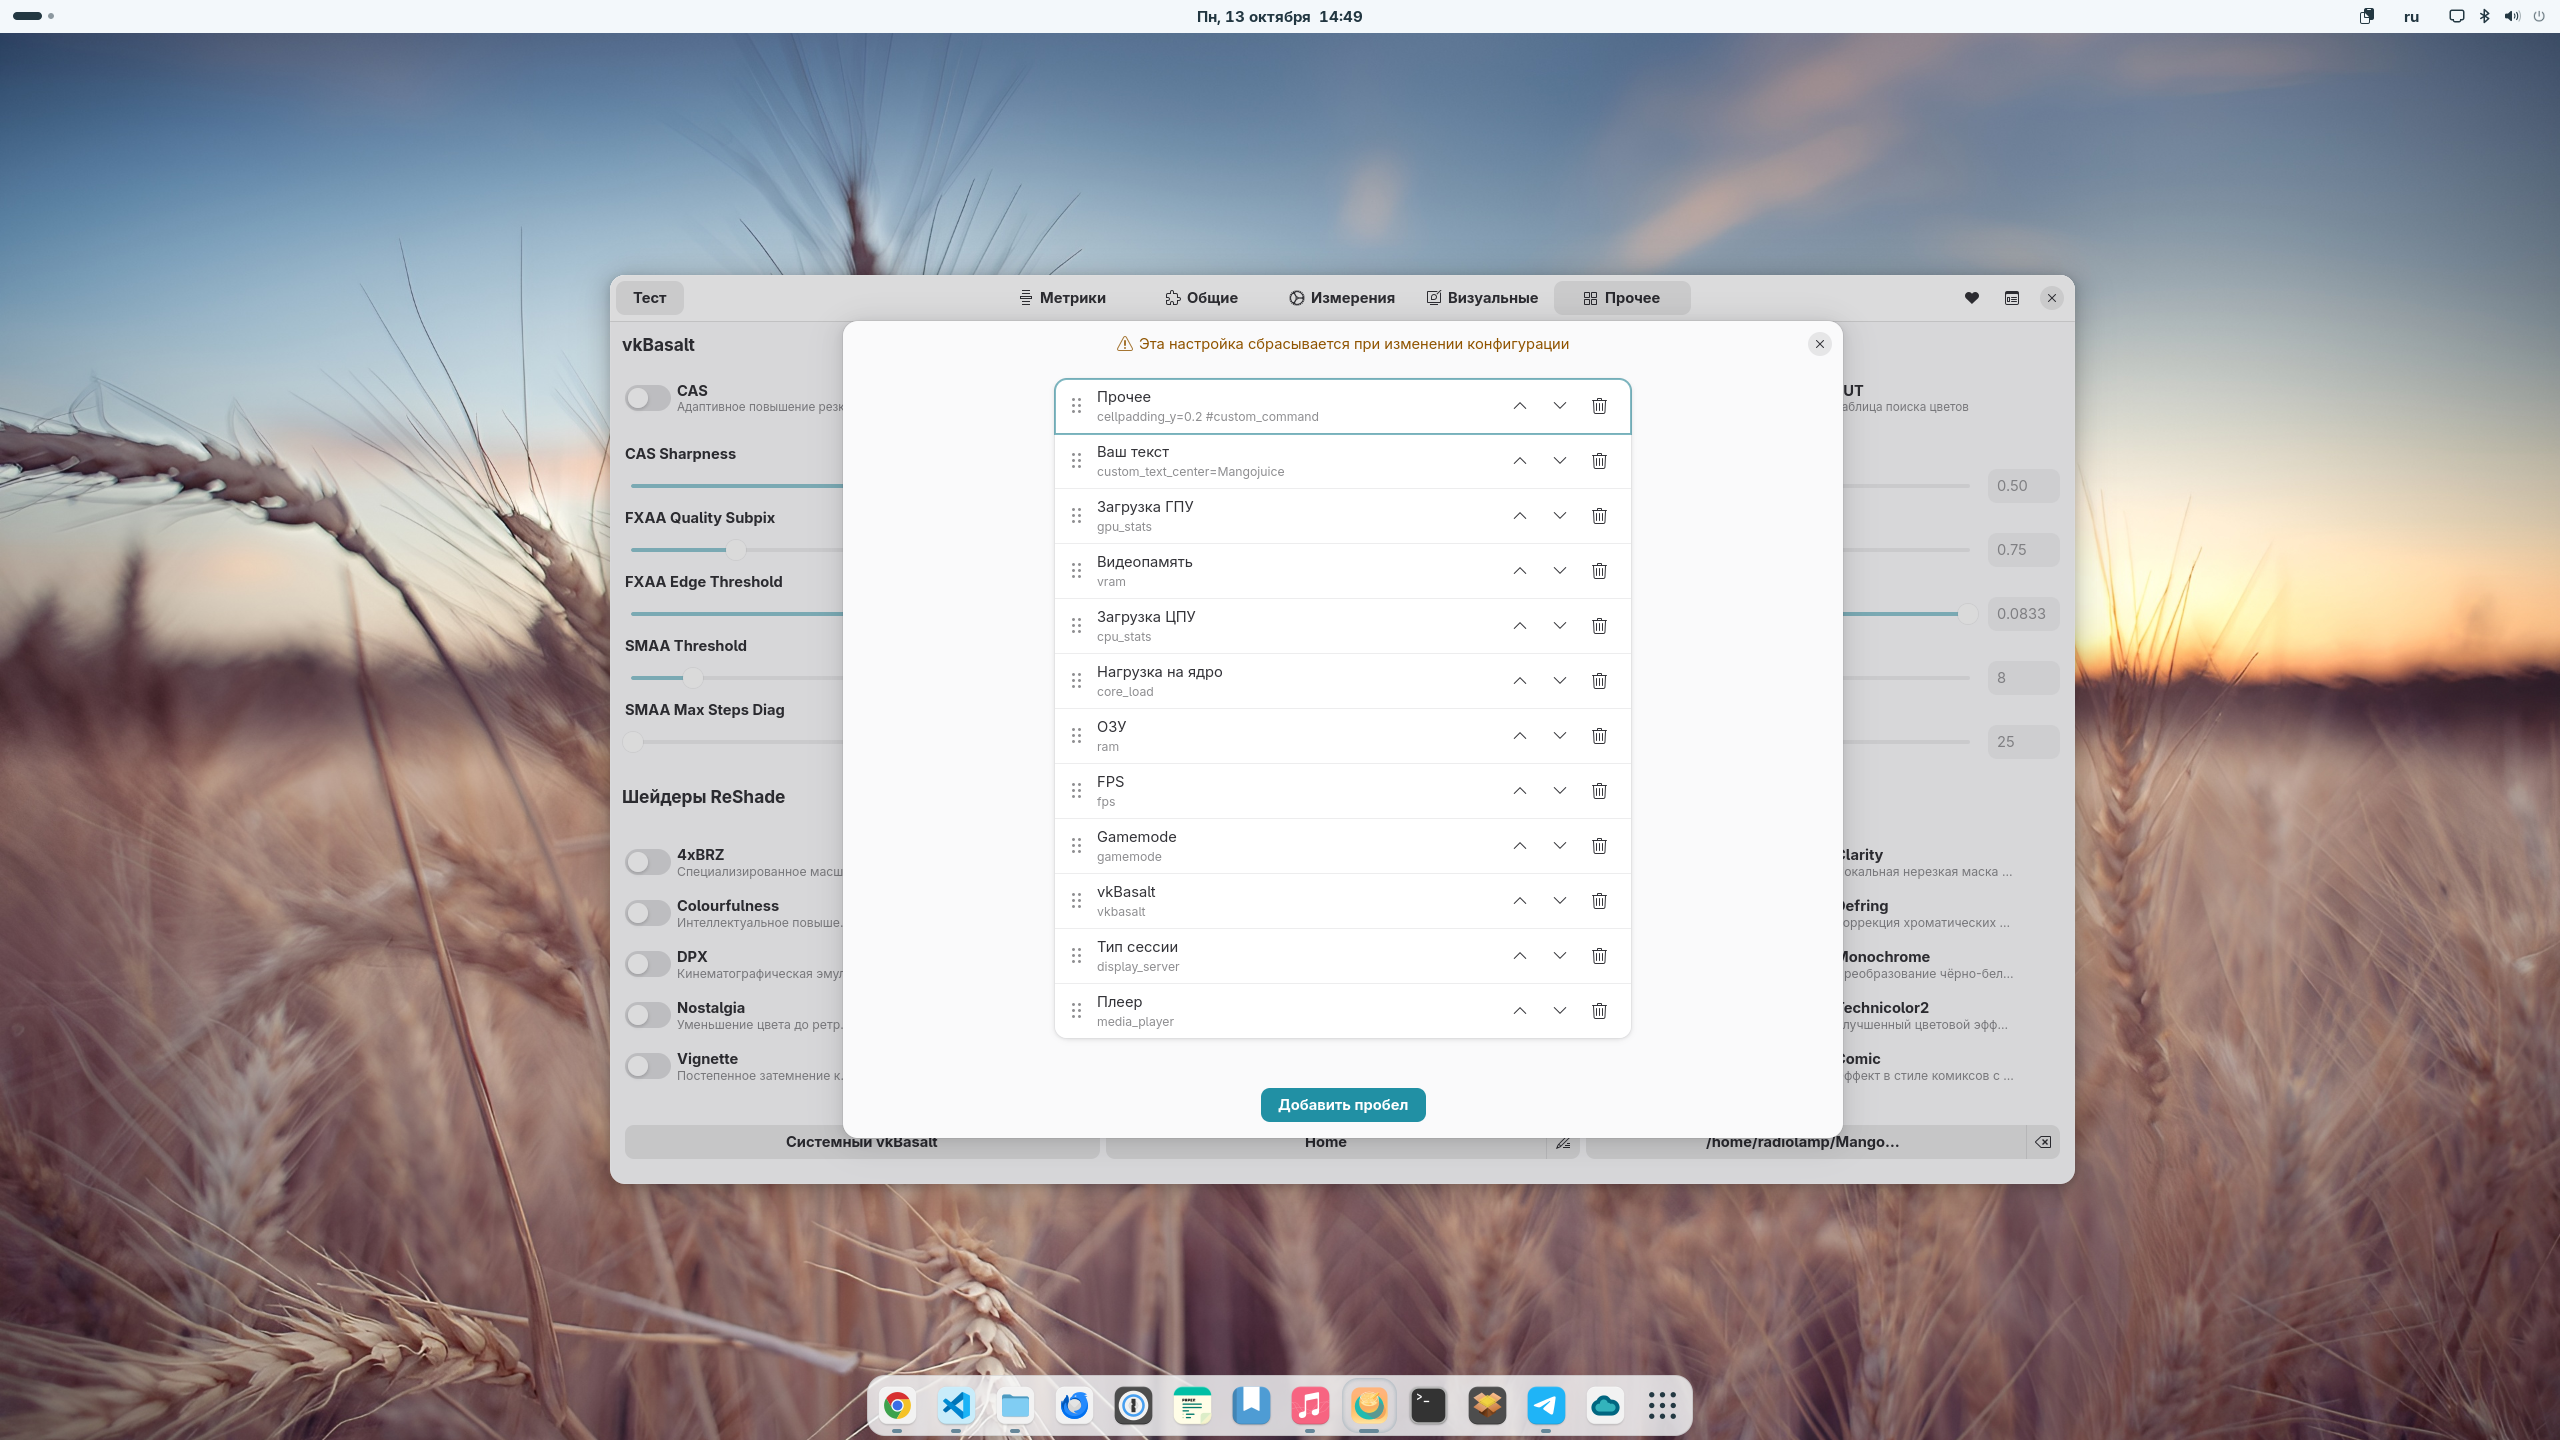 Пн, 13 октября 14:49
ru
Тест
Метрики
Общие
Измерения
Визуальные
Прочее
vkBasalt
Эта настройка сбрасывается при изменении конфигурации
CAS
Адаптивное повышение резк
UT
аблица поиска цветов
CAS Sharpness
0.50
FXAA Quality Subpix
0.75
FXAA Edge Threshold
0.0833
SMAA Threshold
8
SMAA Max Steps Diag
25
Шейдеры ReShade
4xBRZ
Специализированное масш
Colourfulness
Интеллектуальное повыше...
DPX
Кинематографическая эмул
Nostalgia
Уменьшение цвета до ретр...
Vignette
Постепенное затемнение к...
Прочее
cellpadding_y=0.2 #custom_command
Ваш текст
custom_text_center=Mangojuice
Загрузка ГПУ
gpu_stats
Видеопамять
vram
Загрузка ЦПУ
cpu_stats
Нагрузка на ядро
core_load
ОЗУ
ram
FPS
fps
Gamemode
gamemode
vkBasalt
vkbasalt
Тип сессии
display_server
Плеер
media_player
Добавить пробел
Clarity
окальная нерезкая маска ...
Defring
оррекция хроматических ...
Monochrome
реобразование чёрно-бел...
Technicolor2
лучшенный цветовой эфф...
Comic
ффект в стиле комиксов с ...
Системный vkBasalt
Home
/home/radiolamp/Mango...